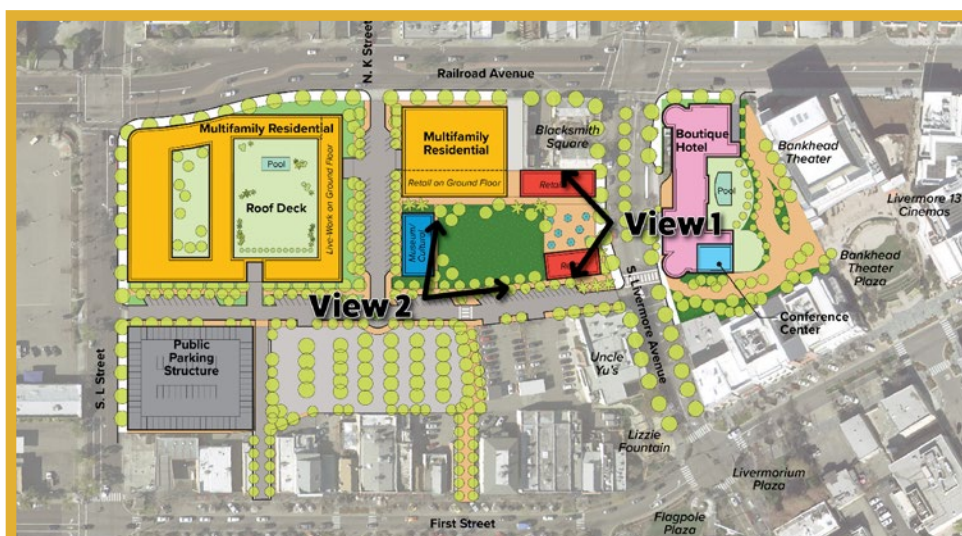 N. K Street
Railroad Avenue
Multifamily Residential
Pool
Roof Deck
Live-Work on Ground Floor
Multifamily
Residential
Retail on Ground Floor
Blacksmith
Square
Retail
Boutique
Hotel
Pool
Bankhead
Theater
Livermore 13
Cinemas
Museum/
Cultural
View 1
View 2
Bankhead
Theater
Plaza
Conference
Center
S. Livermore Avenue
Public
Parking
Structure
S. L Street
Uncle
Yu's
Lizzie
Fountain
Livermorium
Plaza
First Street
Flagpole
Plaza